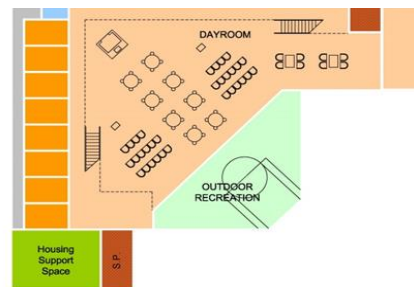 DAYROOM
OUTDOOR
RECREATION
Housing
Support
Space
S.P.